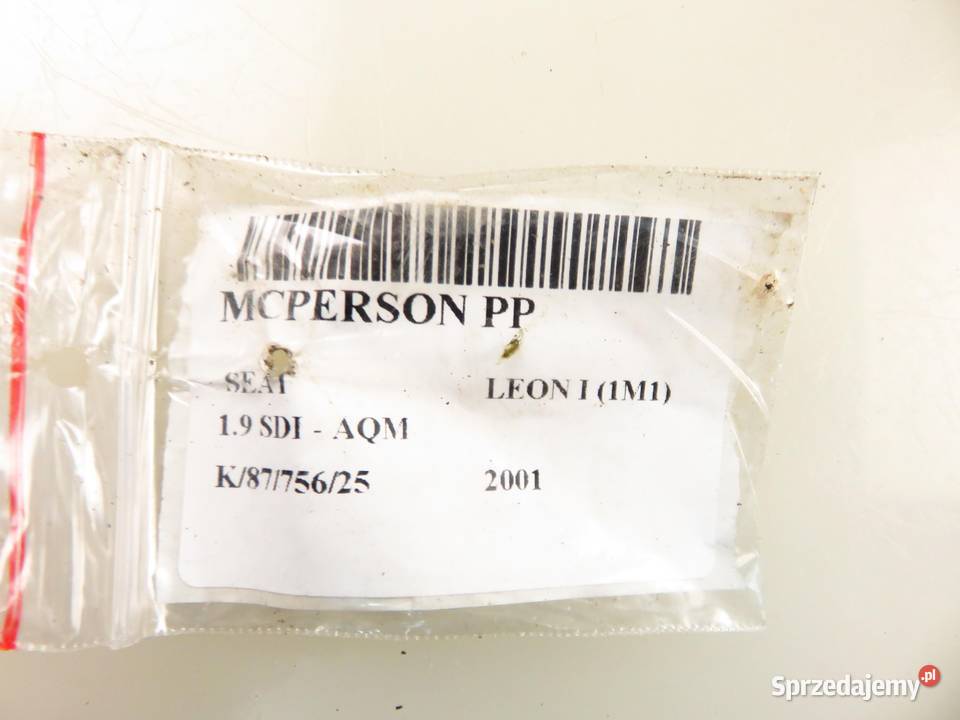 MCPERSON PP
SEAT LEON I (1M1)
1.9 SDI - AQM
K/87/756/25 2001
Sprzedajemy.pl